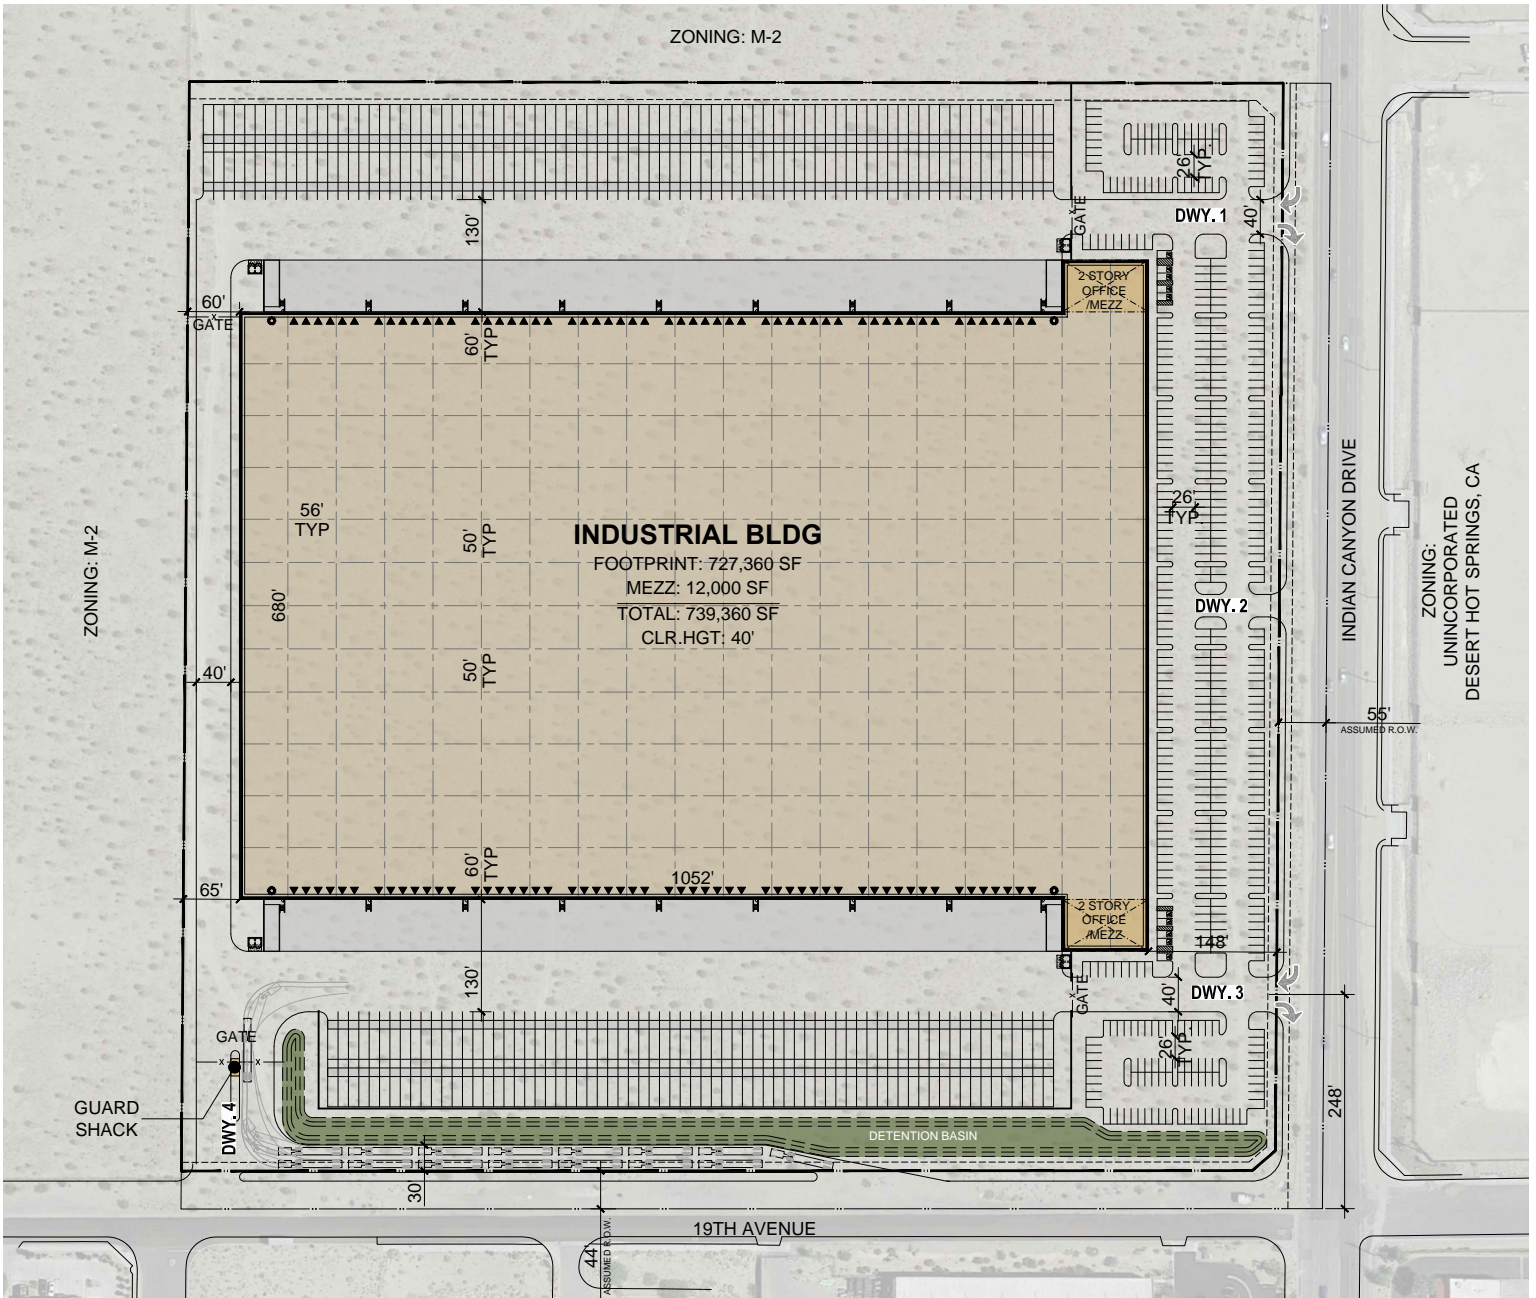 ZONING: M-2
26'
TYP.
DWY. 1
40'
GATE
130'
2 STORY
OFFICE
/MEZZ
60'
GATE
60'
TYP
56'
TYP
50'
TYP
INDUSTRIAL BLDG
FOOTPRINT: 727,360 SF
MEZZ: 12,000 SF
TOTAL: 739,360 SF
CLR.HGT: 40'
680'
50'
TYP
26'
TYP.
DWY. 2
INDIAN CANYON DRIVE
ZONING:
UNINCORPORATED
DESERT HOT SPRINGS, CA
ZONING: M-2
40'
55'
ASSUMED R.O.W.
60'
TYP
1052'
65'
2 STORY
OFFICE
/MEZZ
148'
130'
GATE
40'
DWY. 3
GATE
26'
TYP.
GUARD
SHACK
DWY. 4
248'
DETENTION BASIN
30'
19TH AVENUE
44'
ASSUMED R.O.W.